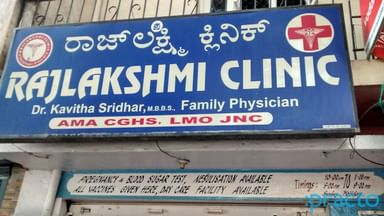 ರಾಜ್‌ಲಕ್ಷ್ಮಿ ಕ್ಲಿನಿಕ್
RAJLAKSHMI CLINIC
Dr. Kavitha Sridhar, M.B.B.S., Family Physician
AMA CGHS. LMO JNC
PREGNANCY & BLOOD SUGAR TEST, NEBULISATION AVAILABLE
ALL VACCINES GIVEN HERE, DAY CARE FACILITY AVAILABLE
Timings: TO
practo